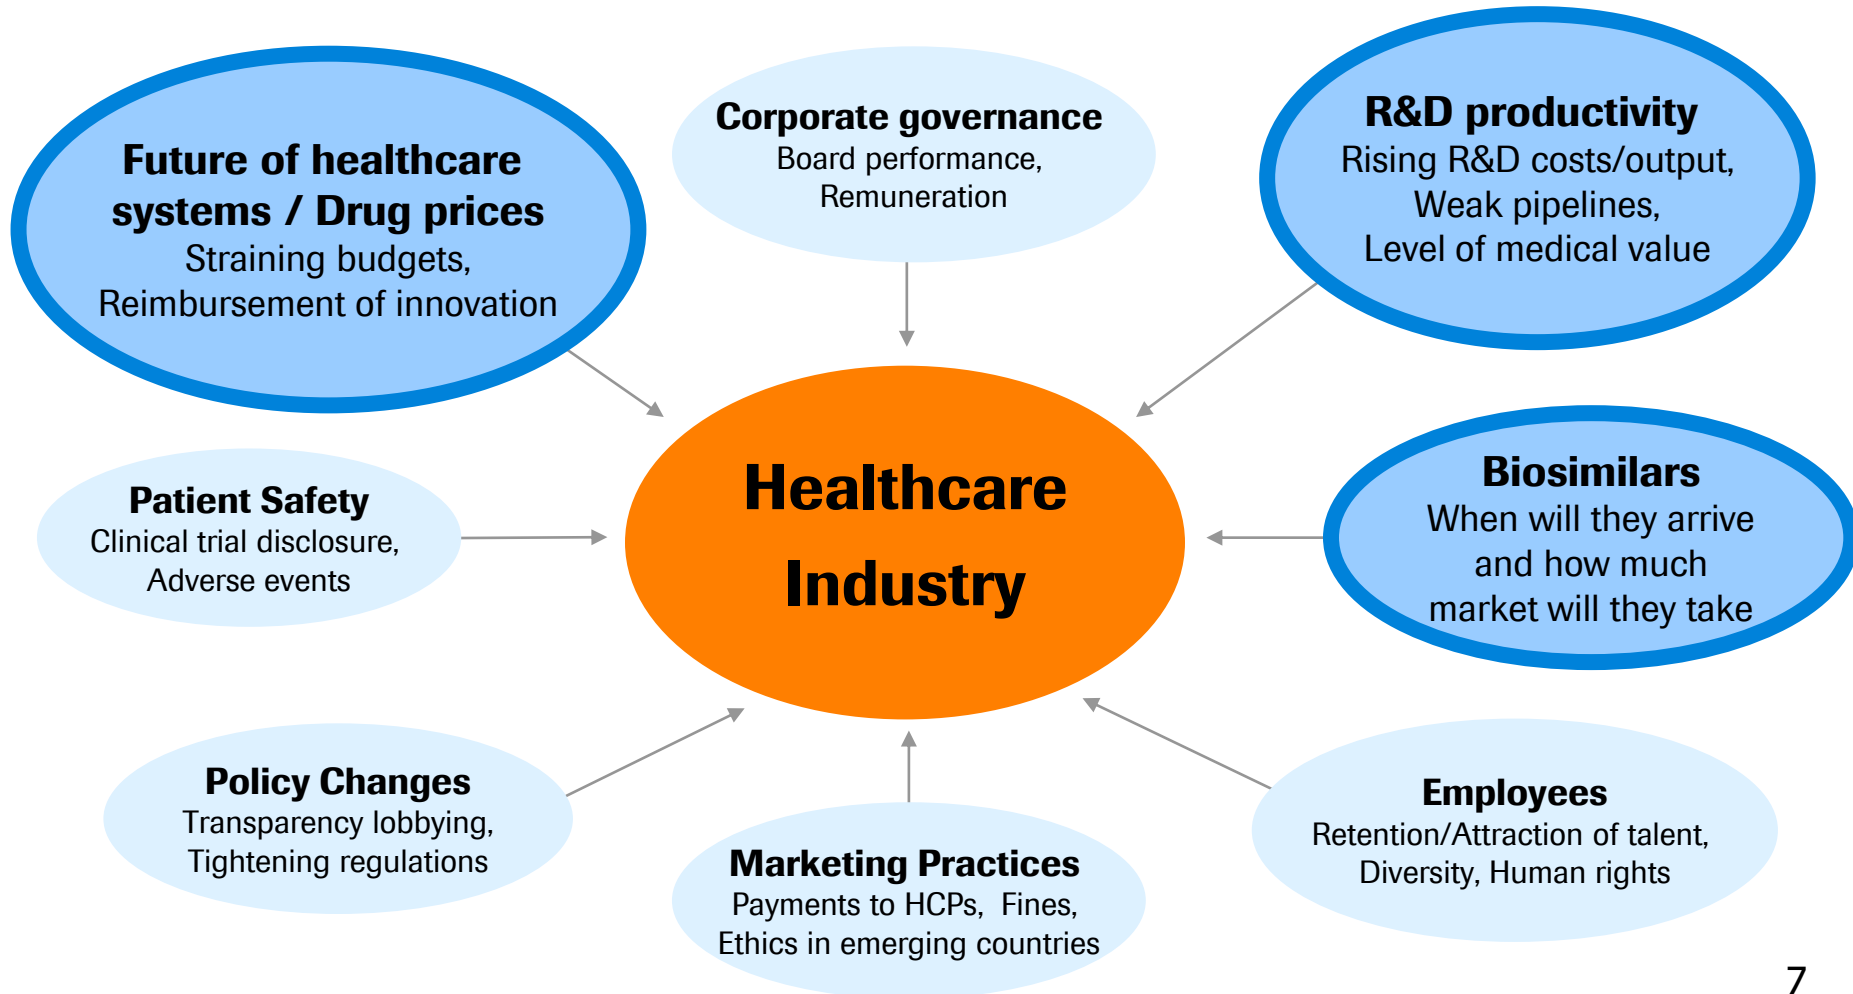 Future of healthcare
systems / Drug prices
Straining budgets,
Reimbursement of innovation
Corporate governance
Board performance,
Remuneration
R&D productivity
Rising R&D costs/output,
Weak pipelines,
Level of medical value
Patient Safety
Clinical trial disclosure,
Adverse events
Healthcare
Industry
Biosimilars
When will they arrive
and how much
market will they take
Policy Changes
Transparency lobbying,
Tightening regulations
Marketing Practices
Payments to HCPs,  Fines,
Ethics in emerging countries
Employees
Retention/Attraction of talent,
Diversity, Human rights
7